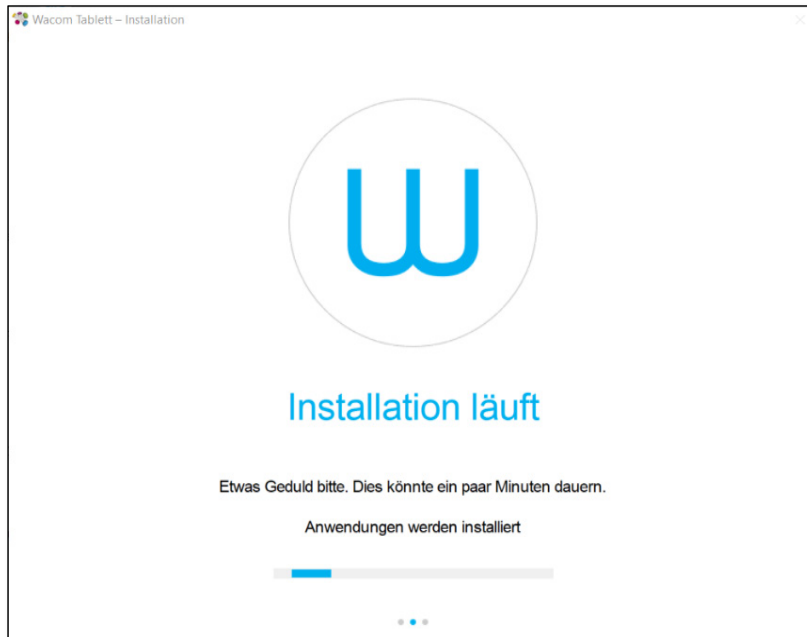 Wacom Tablett – Installation
W
Installation läuft
Etwas Geduld bitte. Dies könnte ein paar Minuten dauern.
Anwendungen werden installiert